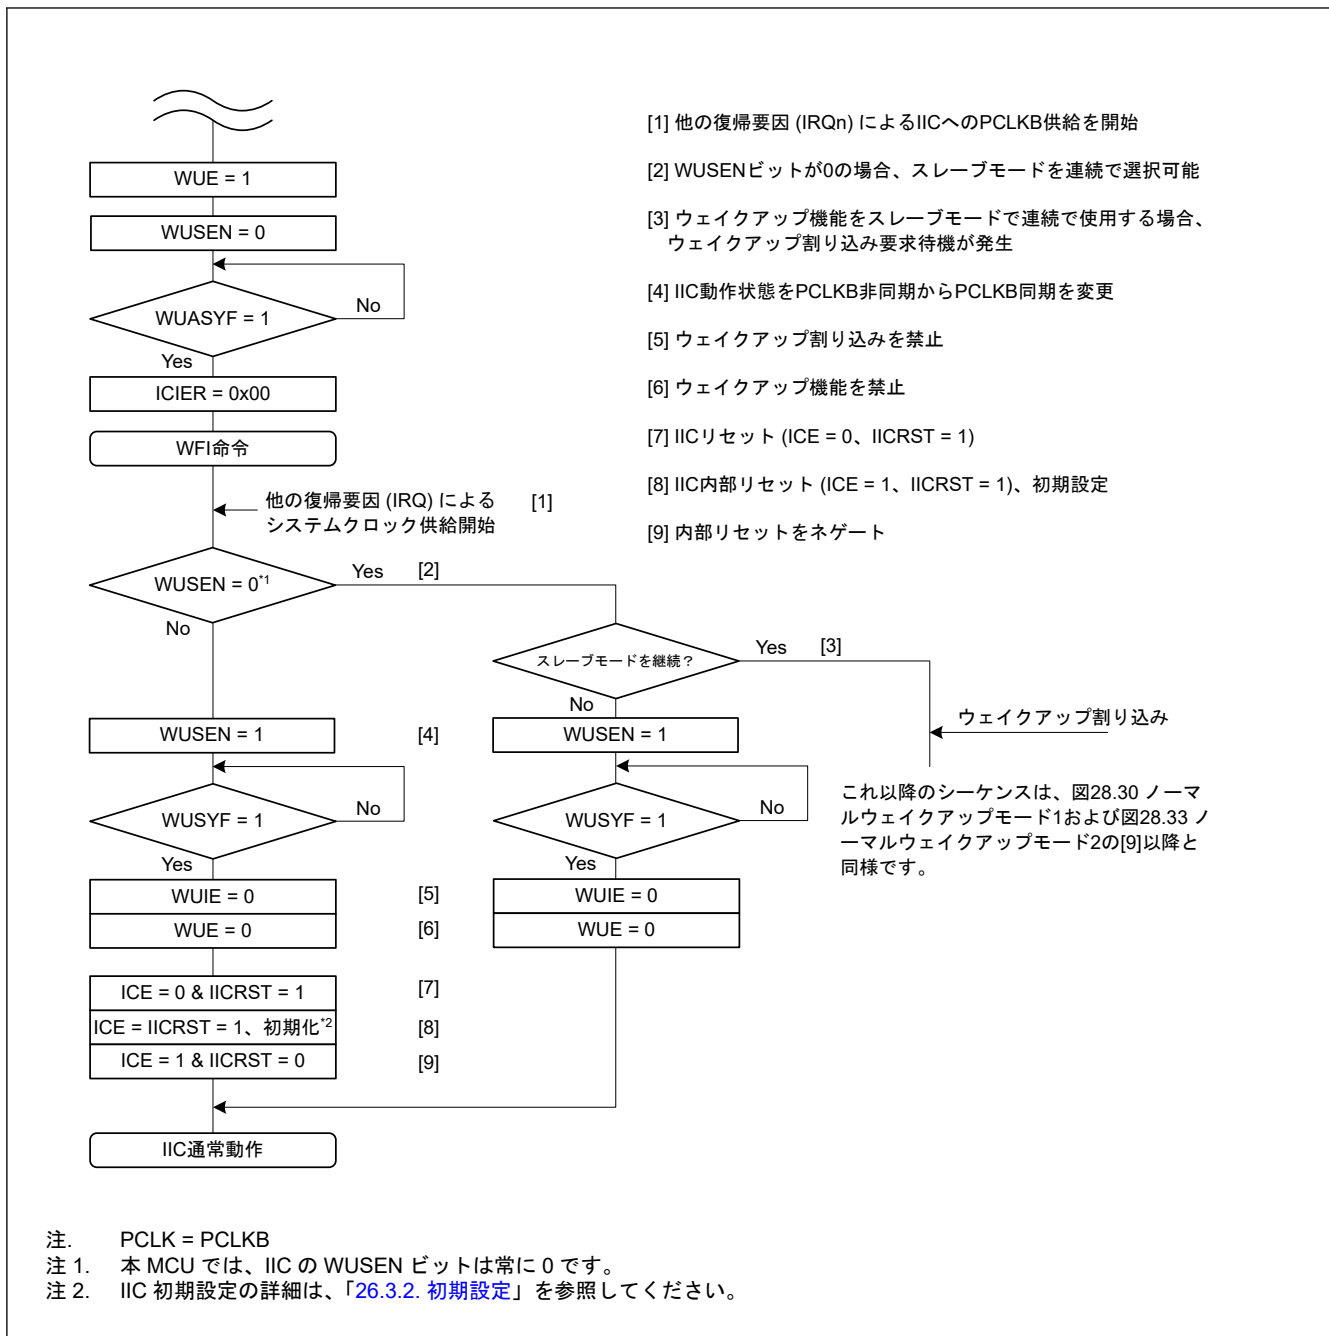 WUE = 1
WUSEN = 0
WUASYF = 1
No
Yes
ICIER = 0x00
WFI命令
他の復帰要因 (IRQ) による
システムクロック供給開始
[1]
WUSEN = 0*1
Yes
[2]
No
スレーブモードを継続？
Yes
[3]
No
ウェイクアップ割り込み
WUSEN = 1
[4]
WUSEN = 1
WUSYF = 1
No
Yes
WUSYF = 1
No
Yes
これ以降のシーケンスは、図28.30 ノーマ
ルウェイクアップモード1および図28.33 ノ
ーマルウェイクアップモード2の[9]以降と
同様です。
WUIE = 0
[5]
WUIE = 0
WUE = 0
[6]
WUE = 0
ICE = 0 & IICRST = 1
[7]
ICE = IICRST = 1、初期化*2
[8]
ICE = 1 & IICRST = 0
[9]
IIC通常動作
[1] 他の復帰要因 (IRQn) によるIICへのPCLKB供給を開始
[2] WUSENビットが0の場合、スレーブモードを連続で選択可能
[3] ウェイクアップ機能をスレーブモードで連続で使用する場合、
ウェイクアップ割り込み要求待機が発生
[4] IIC動作状態をPCLKB非同期からPCLKB同期を変更
[5] ウェイクアップ割り込みを禁止
[6] ウェイクアップ機能を禁止
[7] IICリセット (ICE = 0、IICRST = 1)
[8] IIC内部リセット (ICE = 1、IICRST = 1)、初期設定
[9] 内部リセットをネゲート
注. PCLK = PCLKB
注 1. 本 MCU では、IIC の WUSEN ビットは常に 0 です。
注 2. IIC 初期設定の詳細は、「26.3.2. 初期設定」を参照してください。